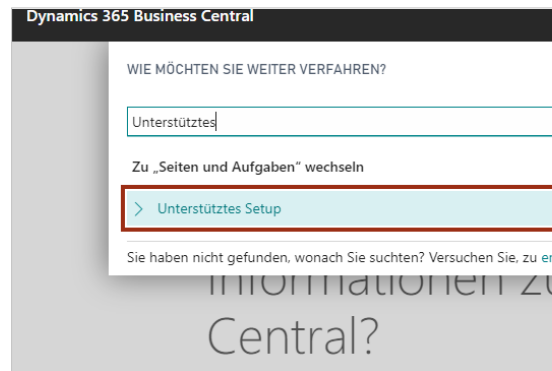 Dynamics 365 Business Central
WIE MÖCHTEN SIE WEITER VERFAHREN?
Unterstütztes
Zu „Seiten und Aufgaben“ wechseln
Unterstütztes Setup
Sie haben nicht gefunden, wonach Sie suchten? Versuchen Sie, zu
Informationen
Central?